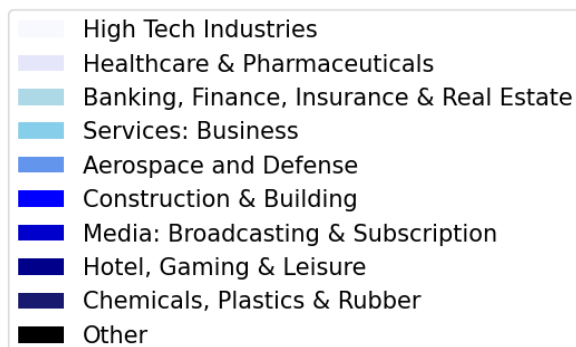 High Tech Industries
Healthcare & Pharmaceuticals
Banking, Finance, Insurance & Real Estate
Services: Business
Aerospace and Defense
Construction & Building
Media: Broadcasting & Subscription
Hotel, Gaming & Leisure
Chemicals, Plastics & Rubber
Other